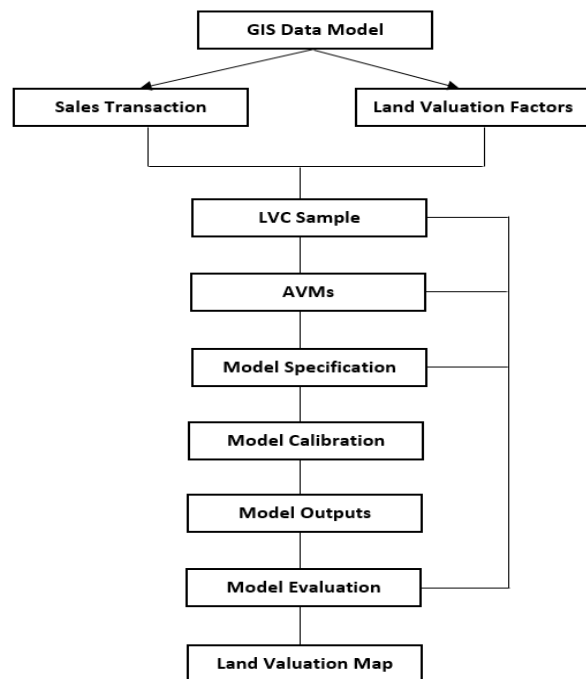 GIS Data Model
Sales Transaction
Land Valuation Factors
LVC Sample
AVMs
Model Specification
Model Calibration
Model Outputs
Model Evaluation
Land Valuation Map